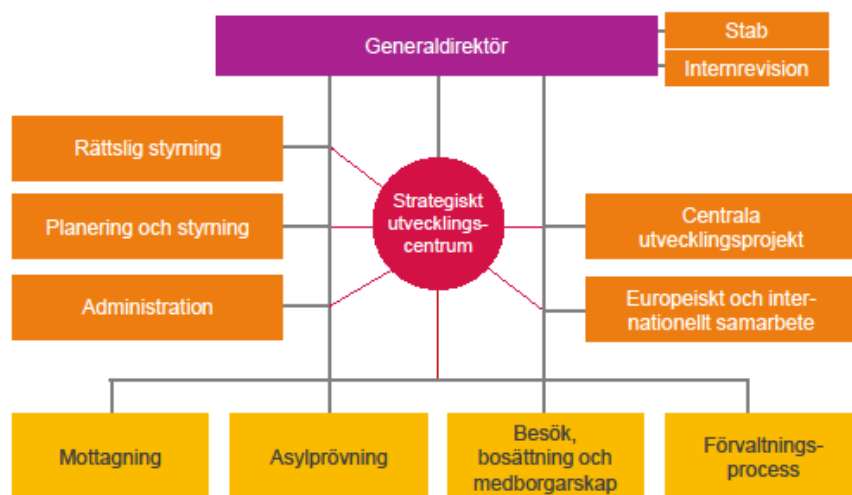 Generaldirektör
Stab
Internrevision
Rättslig styrning
Planering och styrning
Administration
Strategiskt
utvecklings-
centrum
Centrala
utvecklingsprojekt
Europeiskt och inter-
nationellt samarbete
Mottagning
Asylprövning
Besök,
bosättning och
medborgarskap
Förvaltnings-
process